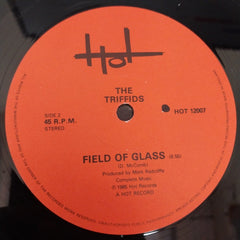 Hot
THE
TRIFFIDS
SIDE 2
45 R.P.M.
STEREO
HOT 12007
FIELD OF GLASS
(D. McComb)
Produced by Mark Radcliffe
Complete Music
℗ 1985 Hot Records
A HOT RECORD